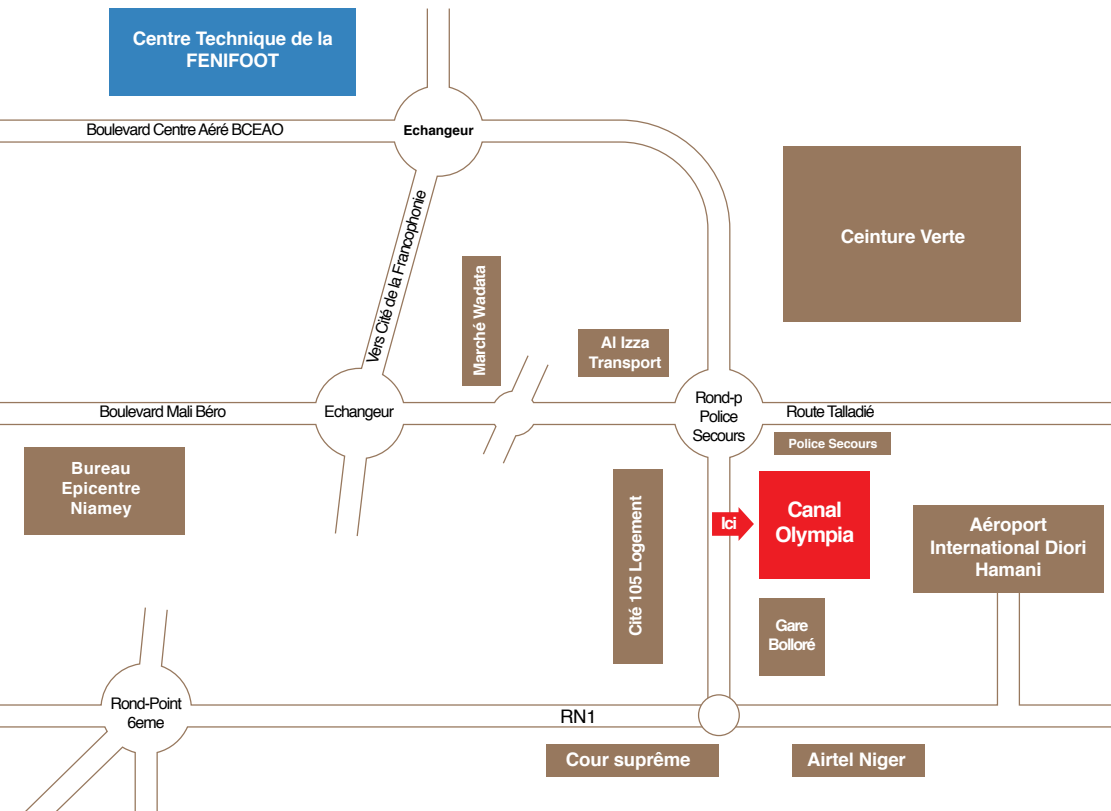 Centre Technique de la
FENIFOOT
Boulevard Centre Aéré BCEAO
Echangeur
Vers Cité de la Francophonie
Ceinture Verte
Marché Wadata
Al Izza
Transport
Boulevard Mali Béro
Echangeur
Rond-p
Police
Secours
Route Talladié
Police Secours
Bureau
Epicentre
Niamey
Cité 105 Logement
Ici
Canal
Olympia
Aéroport
International Diori
Hamani
Gare
Bolloré
Rond-Point
6eme
RN1
Cour suprême
Airtel Niger